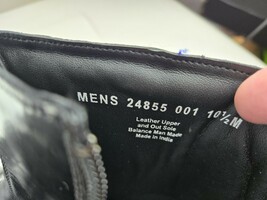 MENS 24855 001 10½M
Leather Upper
and Out Sole
Balance Man Made
Made in India